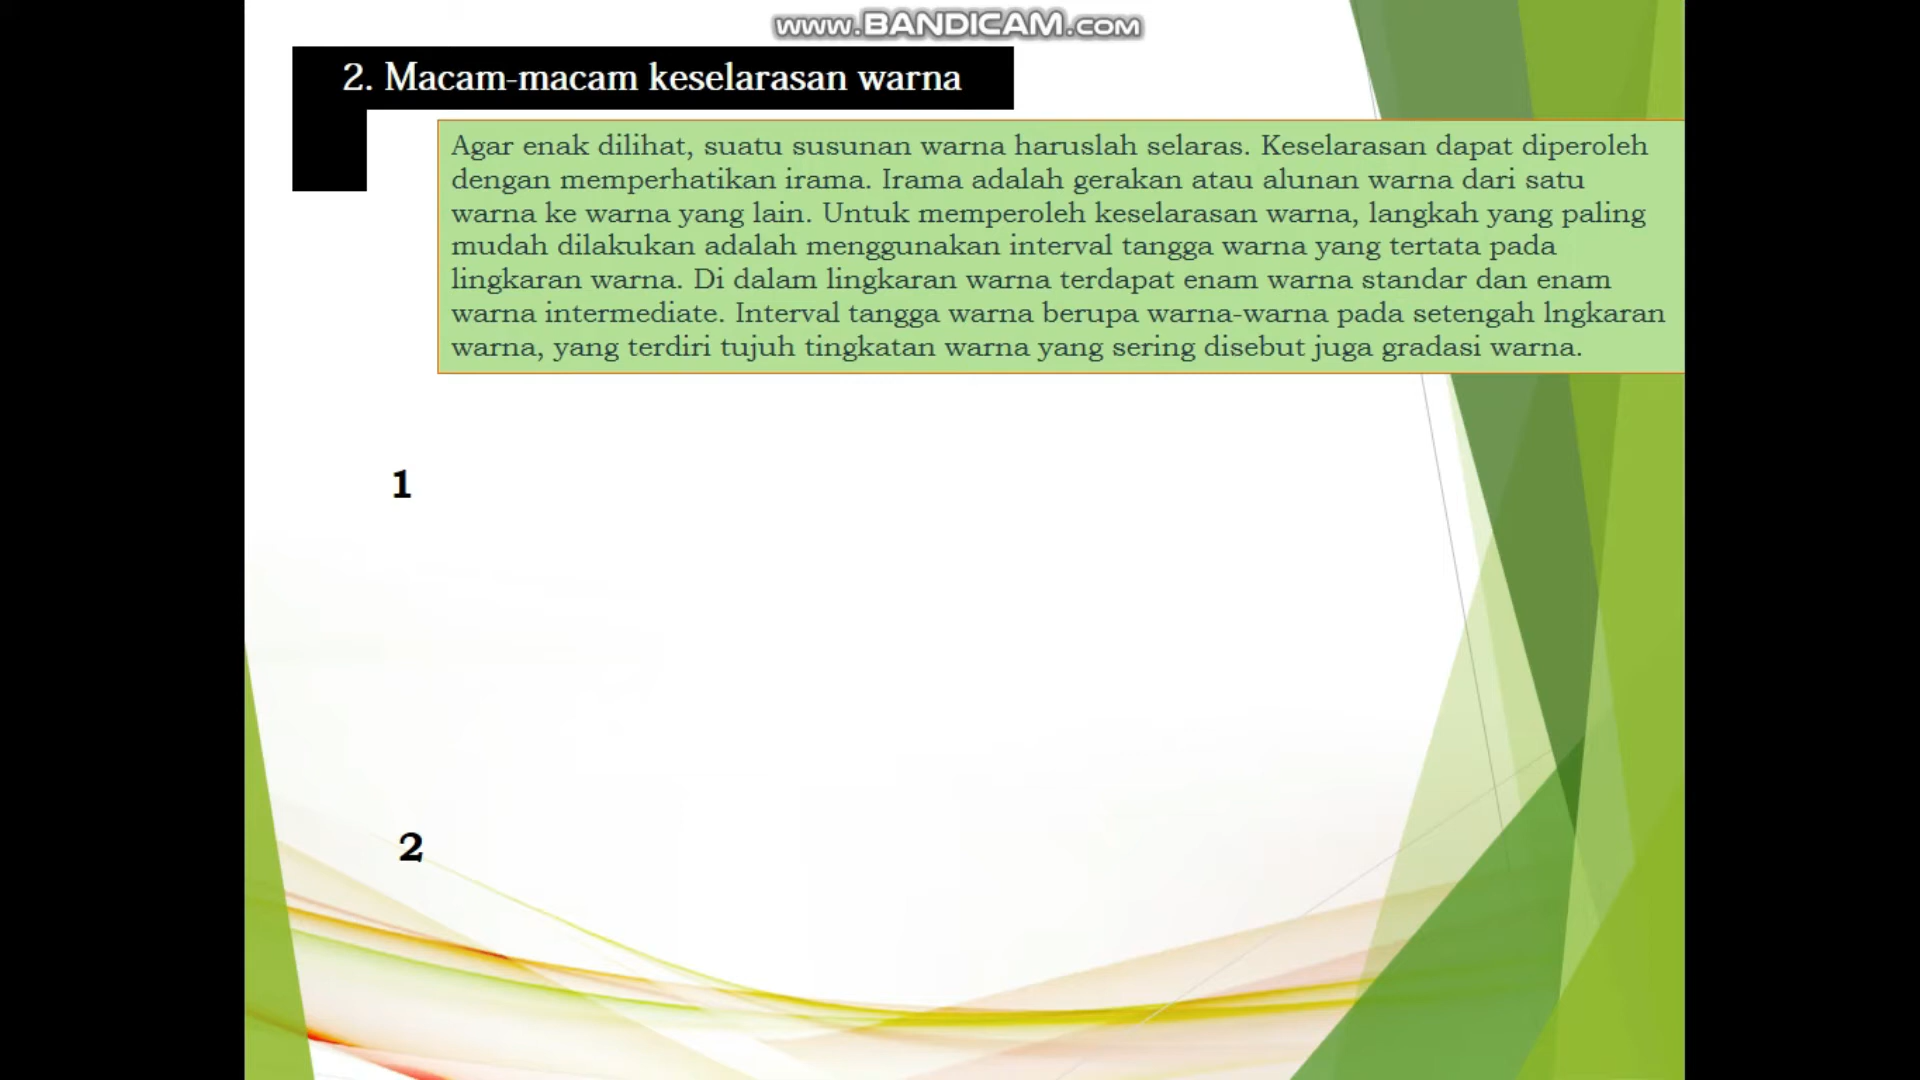 www.BANDICAM.COM
2. Macam-macam keselarasan warna
Agar enak dilihat, suatu susunan warna haruslah selaras. Keselarasan dapat diperoleh
dengan memperhatikan irama. Irama adalah gerakan atau alunan warna dari satu
warna ke warna yang lain. Untuk memperoleh keselarasan warna, langkah yang paling
mudah dilakukan adalah menggunakan interval tangga warna yang tertata pada
lingkaran warna. Di dalam lingkaran warna terdapat enam warna standar dan enam
warna intermediate. Interval tangga warna berupa warna-warna pada setengah lngkaran
warna, yang terdiri tujuh tingkatan warna yang sering disebut juga gradasi warna.
1
2